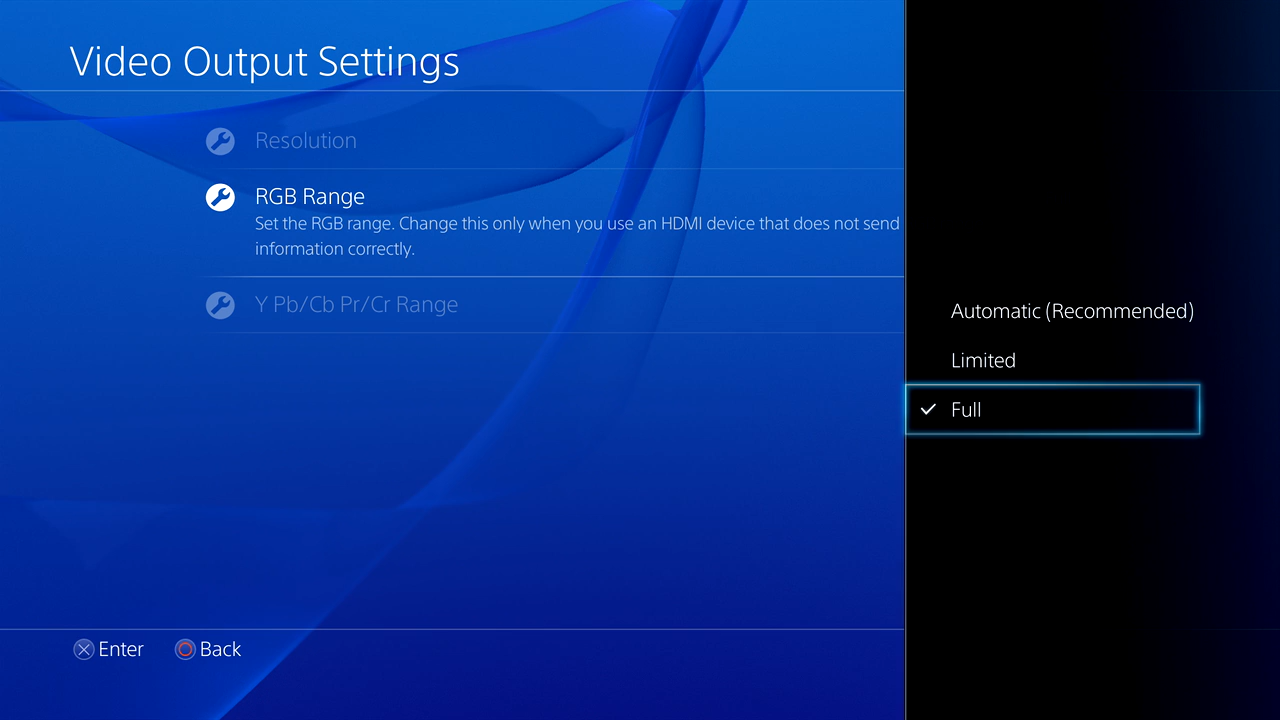 Video Output Settings
Resolution
RGB Range
Set the RGB range. Change this only when you use an HDMI device that does not send
information correctly.
Y Pb/Cb Pr/Cr Range
Automatic (Recommended)
Limited
Full
Enter
Back